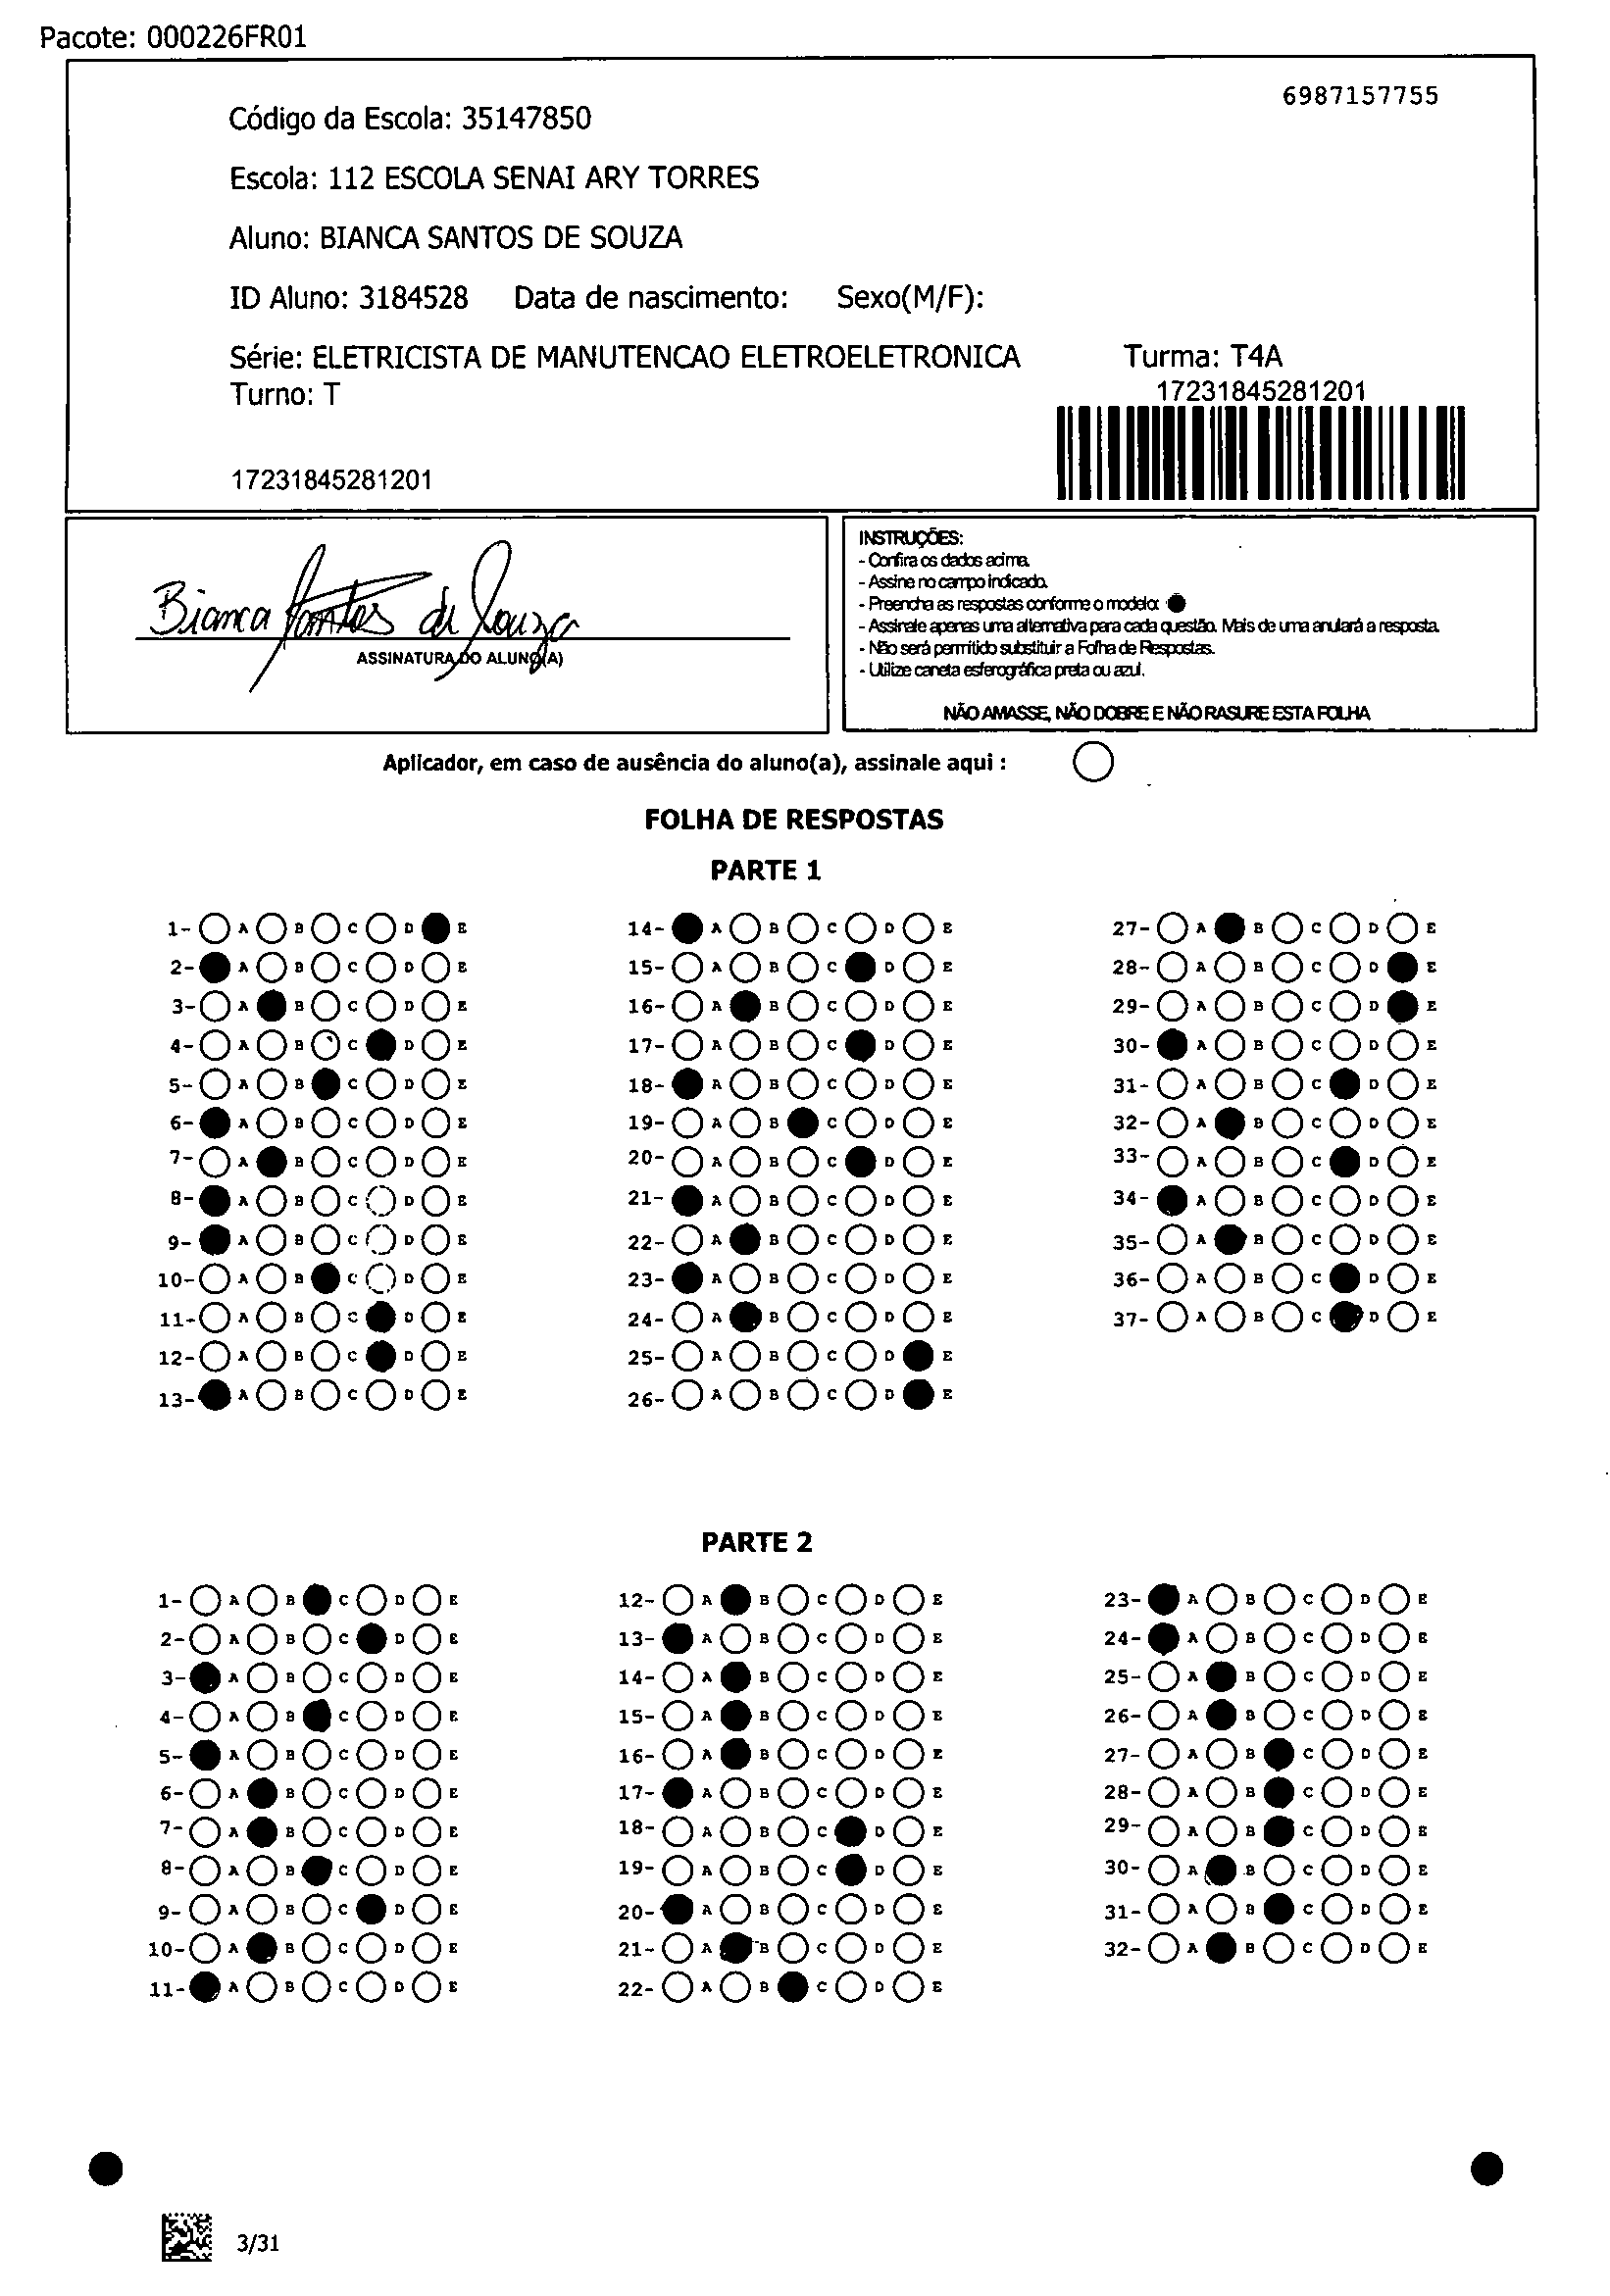 Pacote: 000226FR01
6987157755
Código da Escola: 35147850
Escola: 112 ESCOLA SENAI ARY TORRES
Aluno: BIANCA SANTOS DE SOUZA
ID Aluno: 3184528 Data de nascimento: Sexo(M/F):
Série: ELETRICISTA DE MANUTENCAO ELETROELETRONICA Turma: T4A
Turno: T
17231845281201
17231845281201
Bianca Santos de Souza
ASSINATURA DO ALUNO(A)
INSTRUÇÕES:
- Confira os dados acima.
- Assine no campo indicado.
- Preencha as respostas conforme o modelo:
- Assinale apenas uma alternativa para cada questão. Mais de uma anulará a resposta.
- Não será permitido substituir a Folha de Respostas.
- Utilize caneta esferográfica preta ou azul.
NÃO AMASSE, NÃO DOBRE E NÃO RASURE ESTA FOLHA
Aplicador, em caso de ausência do aluno(a), assinale aqui :
FOLHA DE RESPOSTAS
PARTE 1
1- A B C D E 14- A B C D E 27- A B C D E
2- A B C D E 15- A B C D E 28- A B C D E
3- A B C D E 16- A B C D E 29- A B C D E
4- A B C D E 17- A B C D E 30- A B C D E
5- A B C D E 18- A B C D E 31- A B C D E
6- A B C D E 19- A B C D E 32- A B C D E
7- A B C D E 20- A B C D E 33- A B C D E
8- A B C D E 21- A B C D E 34- A B C D E
9- A B C D E 22- A B C D E 35- A B C D E
10- A B C D E 23- A B C D E 36- A B C D E
11- A B C D E 24- A B C D E 37- A B C D E
12- A B C D E 25- A B C D E
13- A B C D E 26- A B C D E
PARTE 2
1- A B C D E 12- A B C D E 23- A B C D E
2- A B C D E 13- A B C D E 24- A B C D E
3- A B C D E 14- A B C D E 25- A B C D E
4- A B C D E 15- A B C D E 26- A B C D E
5- A B C D E 16- A B C D E 27- A B C D E
6- A B C D E 17- A B C D E 28- A B C D E
7- A B C D E 18- A B C D E 29- A B C D E
8- A B C D E 19- A B C D E 30- A B C D E
9- A B C D E 20- A B C D E 31- A B C D E
10- A B C D E 21- A B C D E 32- A B C D E
11- A B C D E 22- A B C D E
3/31